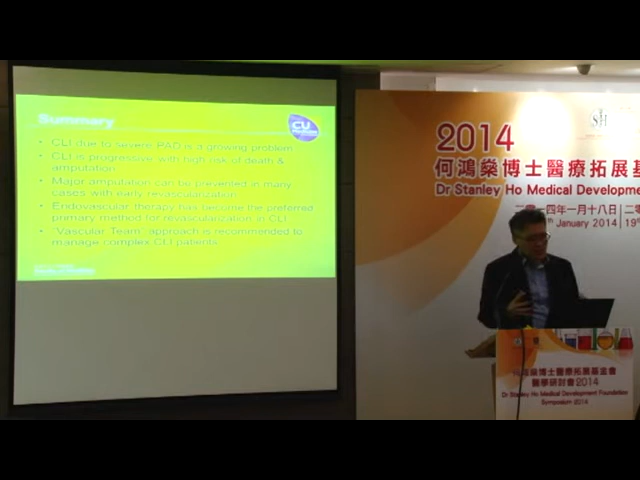 Summary
CU
• CLI due to severe PAD is a growing problem
• CLI is progressive with high risk of death &
amputation
• Major amputation can be prevented in many
cases with early revascularization
• Endovascular therapy has become the preferred
primary method for revascularization in CLI
• "Vascular Team" approach is recommended to
manage complex CLI patients
SH
2014
何鴻燊博士醫療拓展基
Dr Stanley Ho Medical Developme
二零一四年一月十八日|二零
January 2014 | 19
何鴻燊博士醫療拓展基金會
醫學研討會2014
Dr Stanley Ho Medical Development Foundation
Symposium 2014